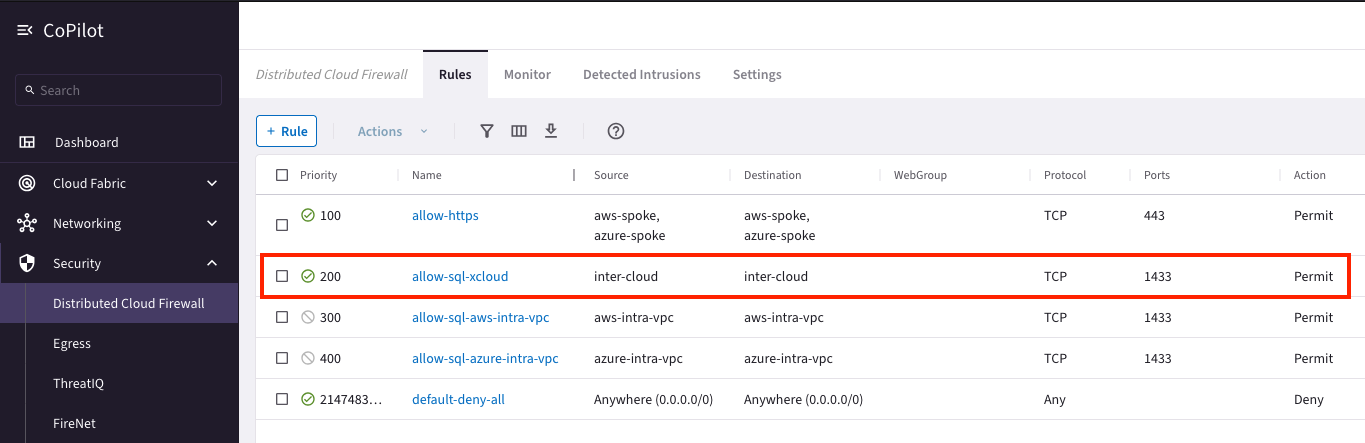 CoPilot
Search
Dashboard
Cloud Fabric
Networking
Security
Distributed Cloud Firewall
Egress
ThreatIQ
FireNet
Distributed Cloud Firewall Rules Monitor Detected Intrusions Settings
+ Rule Actions
Priority Name Source Destination WebGroup Protocol Ports Action
100 allow-https aws-spoke, aws-spoke, TCP 443 Permit
azure-spoke azure-spoke
200 allow-sql-xcloud inter-cloud inter-cloud TCP 1433 Permit
300 allow-sql-aws-intra-vpc aws-intra-vpc aws-intra-vpc TCP 1433 Permit
400 allow-sql-azure-intra-vpc azure-intra-vpc azure-intra-vpc TCP 1433 Permit
2147483... default-deny-all Anywhere (0.0.0.0/0) Anywhere (0.0.0.0/0) Any Deny